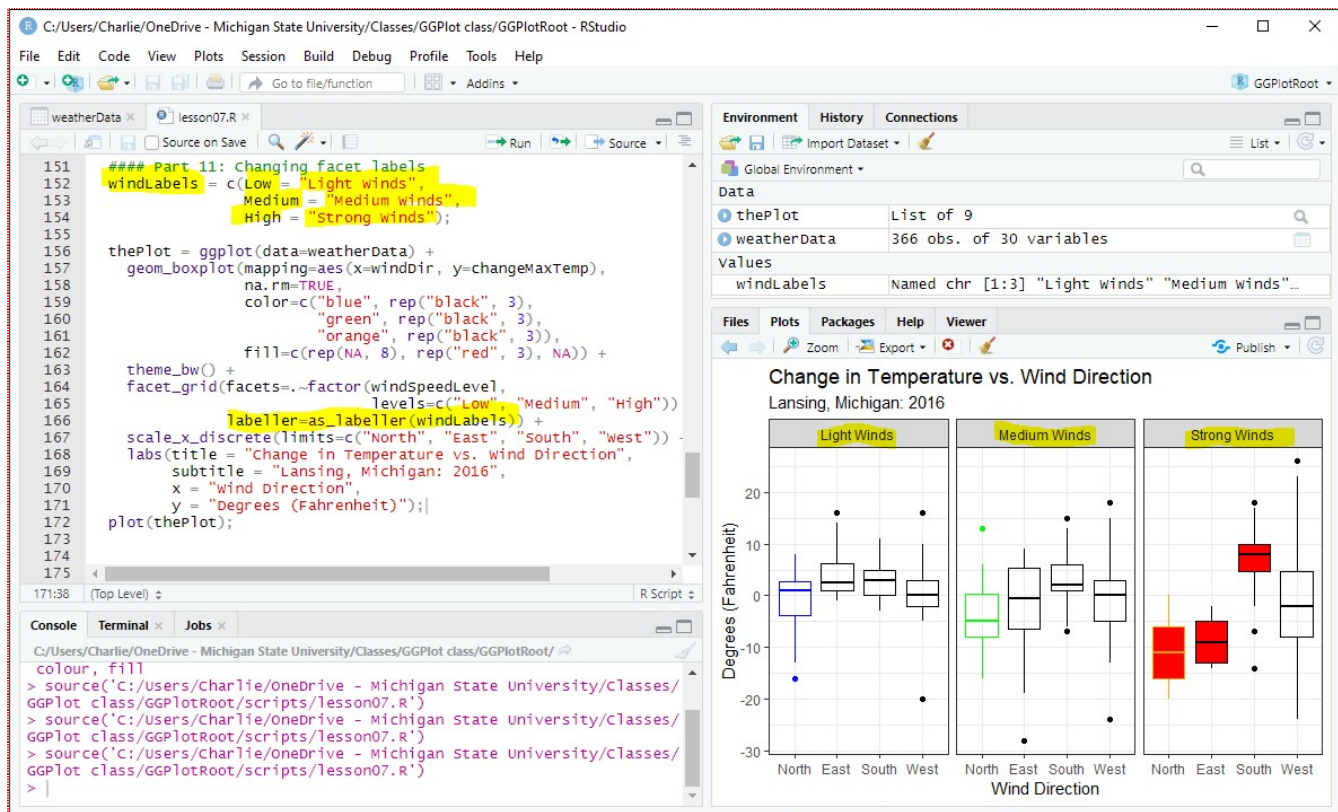 C:/Users/Charlie/OneDrive - Michigan State University/Classes/GGPlot class/GGPlotRoot - RStudio
File Edit Code View Plots Session Build Debug Profile Tools Help
Go to file/function Addins GGPlotRoot
weatherData lesson07.R
Source on Save Run Source
151 #### Part 11: Changing facet labels
152 windLabels = c(Low = "Light Winds",
153 Medium = "Medium Winds",
154 High = "Strong Winds");
155
156 thePlot = ggplot(data=weatherData) +
157 geom_boxplot(mapping=aes(x=windDir, y=changeMaxTemp),
158 na.rm=TRUE,
159 color=c("blue", rep("black", 3),
160 "green", rep("black", 3),
161 "orange", rep("black", 3)),
162 fill=c(rep(NA, 8), rep("red", 3), NA)) +
163 theme_bw() +
164 facet_grid(facets=.~factor(windSpeedLevel,
165 levels=c("Low", "Medium", "High"))
166 labeller=as_labeller(windLabels)) +
167 scale_x_discrete(limits=c("North", "East", "South", "West"))
168 labs(title = "Change in Temperature vs. Wind Direction",
169 subtitle = "Lansing, Michigan: 2016",
170 x = "Wind Direction",
171 y = "Degrees (Fahrenheit)");
172 plot(thePlot);
173
174
175
171:38 (Top Level) R Script
Console Terminal Jobs
C:/Users/Charlie/OneDrive - Michigan State University/Classes/GGPlot class/GGPlotRoot/
colour, fill
> source('C:/Users/Charlie/OneDrive - Michigan State University/Classes/
GGPlot class/GGPlotRoot/scripts/lesson07.R')
> source('C:/Users/Charlie/OneDrive - Michigan State University/Classes/
GGPlot class/GGPlotRoot/scripts/lesson07.R')
> source('C:/Users/Charlie/OneDrive - Michigan State University/Classes/
GGPlot class/GGPlotRoot/scripts/lesson07.R')
>
Environment History Connections
Import Dataset List
Global Environment
Data
thePlot List of 9
weatherData 366 obs. of 30 variables
Values
windLabels Named chr [1:3] "Light Winds" "Medium Winds"…
Files Plots Packages Help Viewer
Zoom Export Publish
Change in Temperature vs. Wind Direction
Lansing, Michigan: 2016
Light Winds Medium Winds Strong Winds
Degrees (Fahrenheit)
20
10
0
-10
-20
-30
North East South West North East South West North East South West
Wind Direction